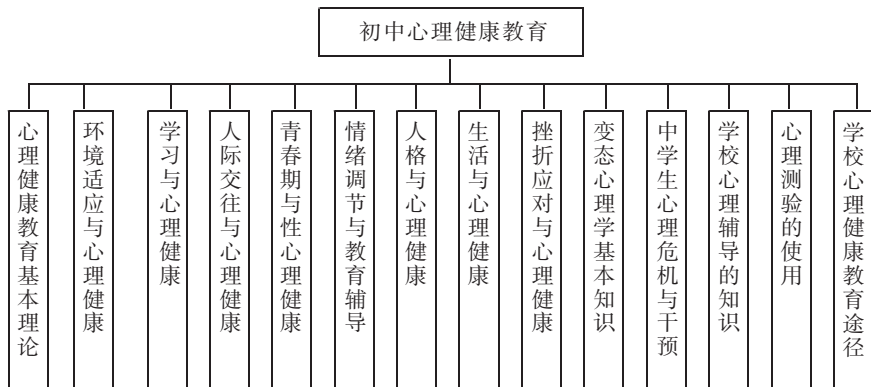 初中心理健康教育
心理健康教育基本理论
环境适应与心理健康
学习与心理健康
人际交往与心理健康
青春期与性心理健康
情绪调节与教育辅导
人格与心理健康
生活与心理健康
挫折应对与心理健康
变态心理学基本知识
中学生心理危机与干预
学校心理辅导的知识
心理测验的使用
学校心理健康教育途径